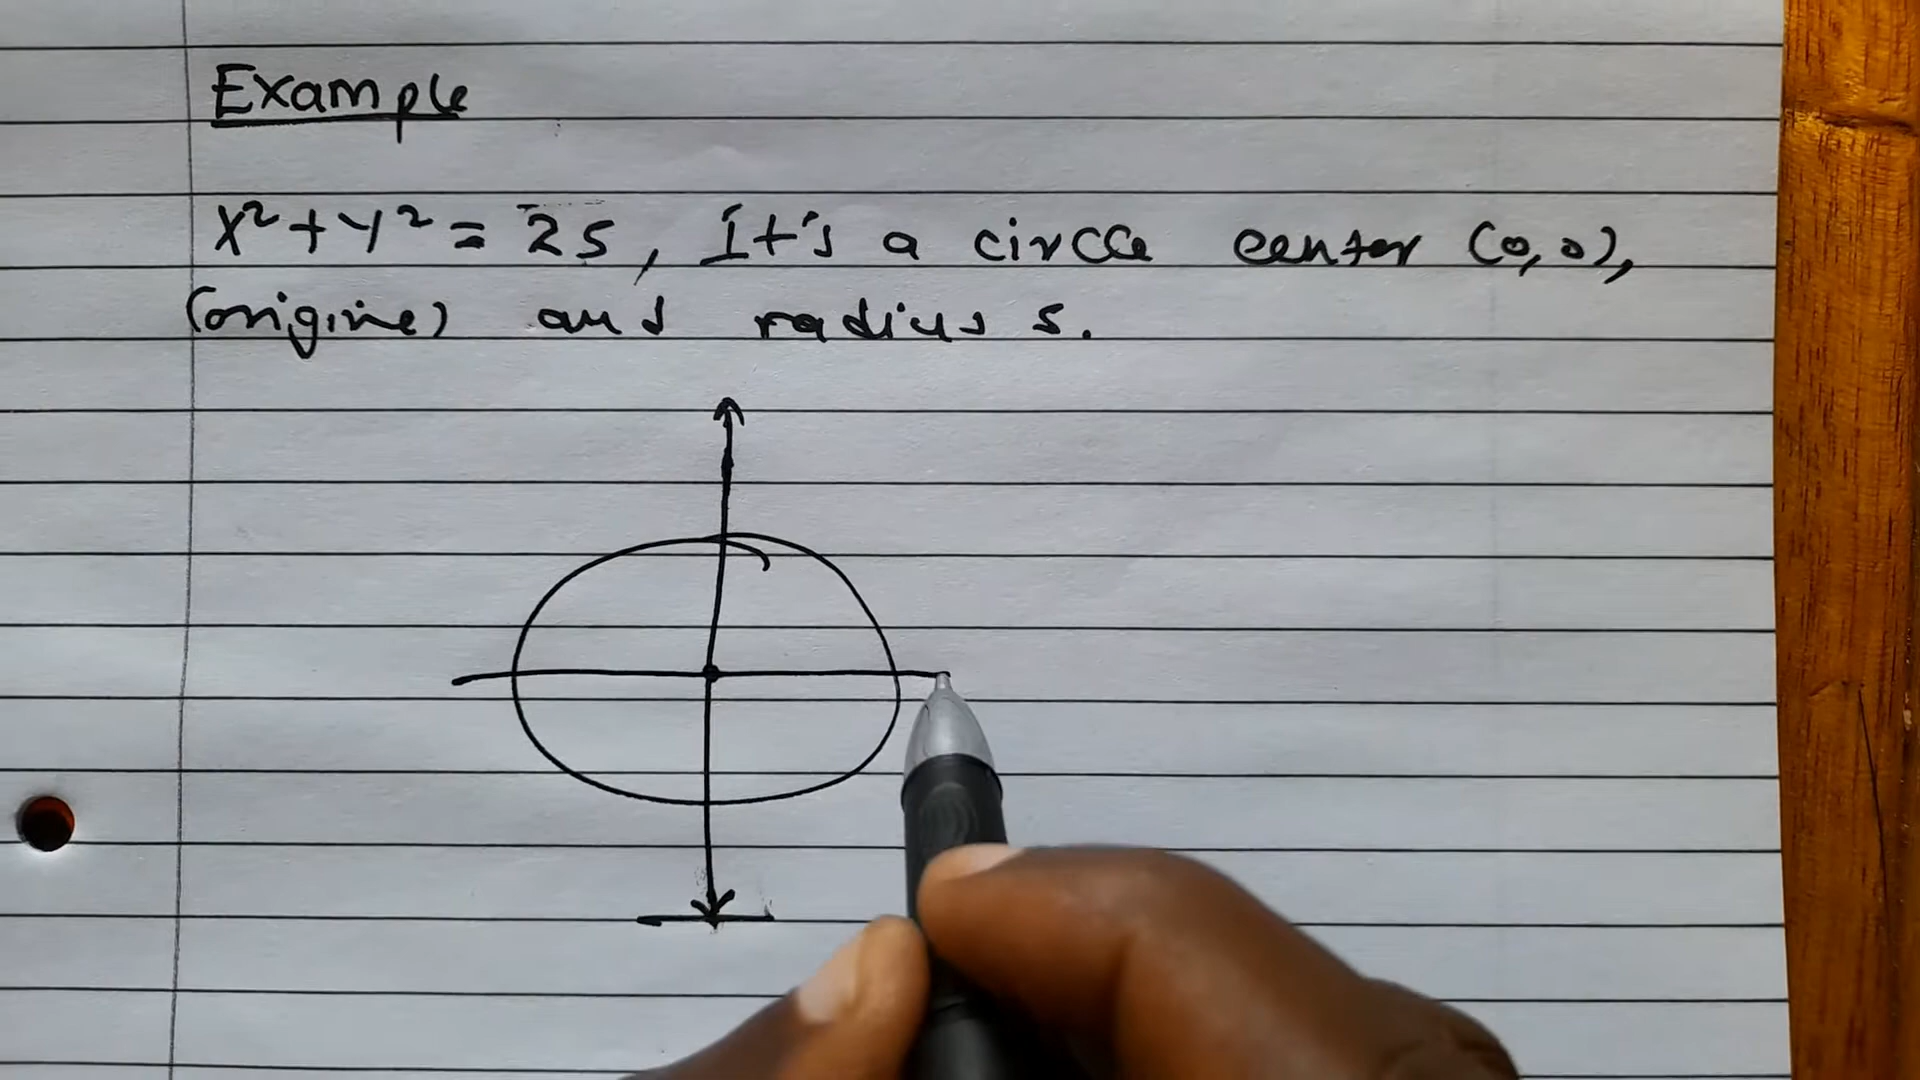 Example
x²+y²=25, It's a circle center (0,0),
(origine) and radius 5.